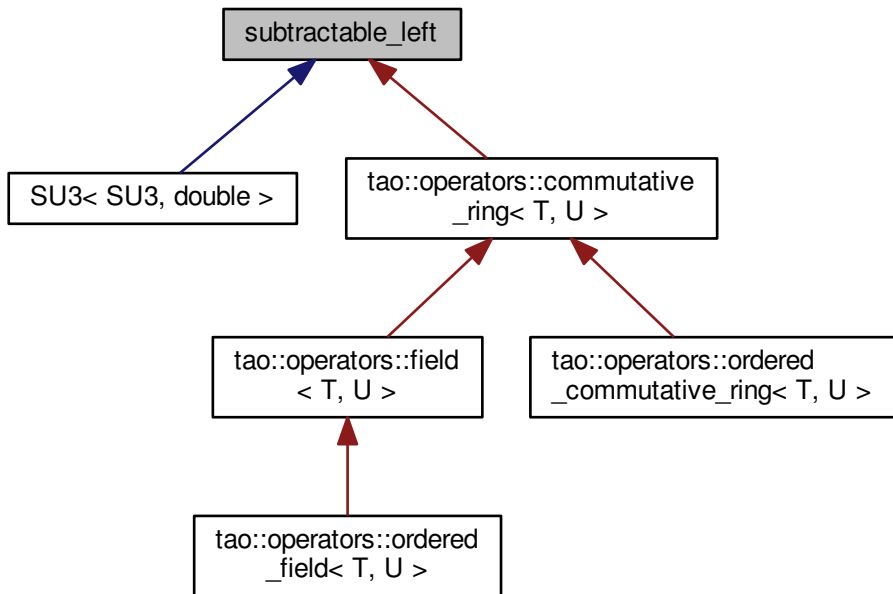 subtractable_left
SU3< SU3, double >
tao::operators::commutative
_ring< T, U >
tao::operators::field
< T, U >
tao::operators::ordered
_commutative_ring< T, U >
tao::operators::ordered
_field< T, U >